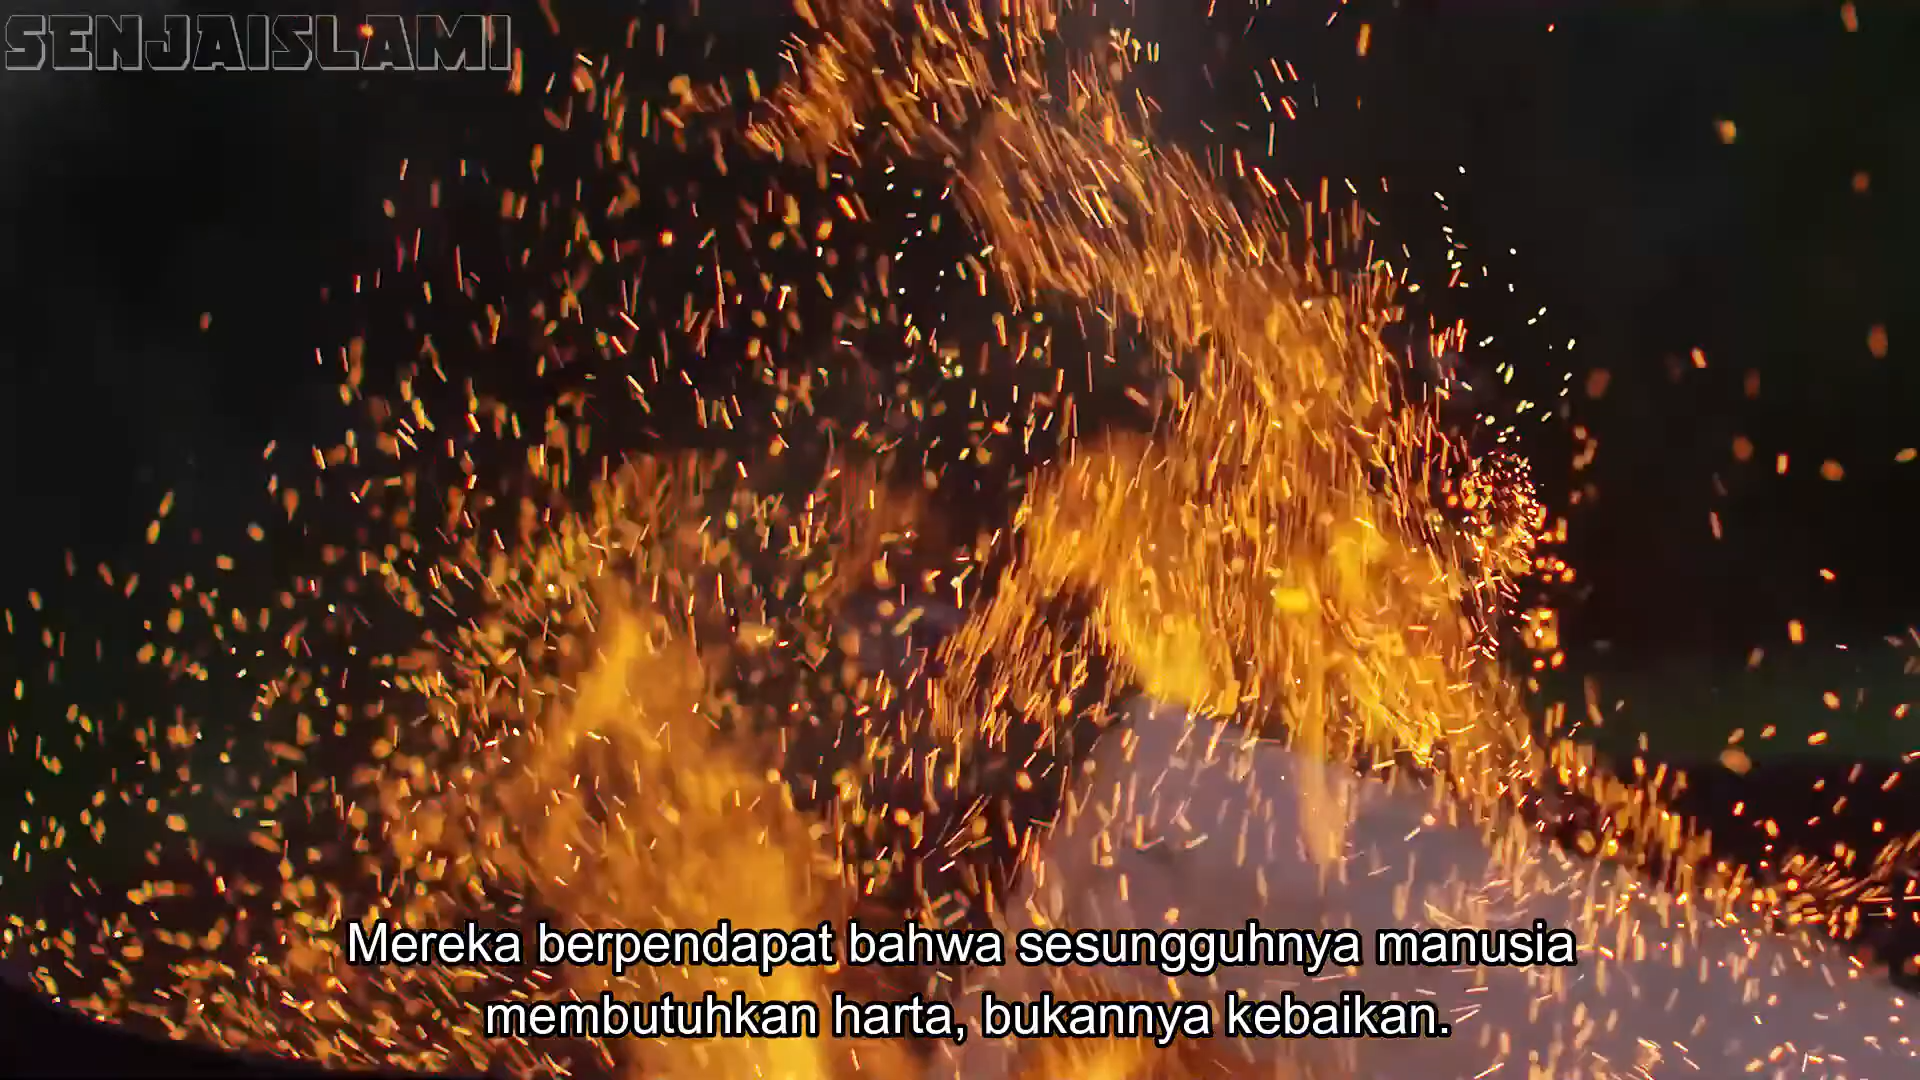 SENJAISLAMI
Mereka berpendapat bahwa sesungguhnya manusia
membutuhkan harta, bukannya kebaikan.